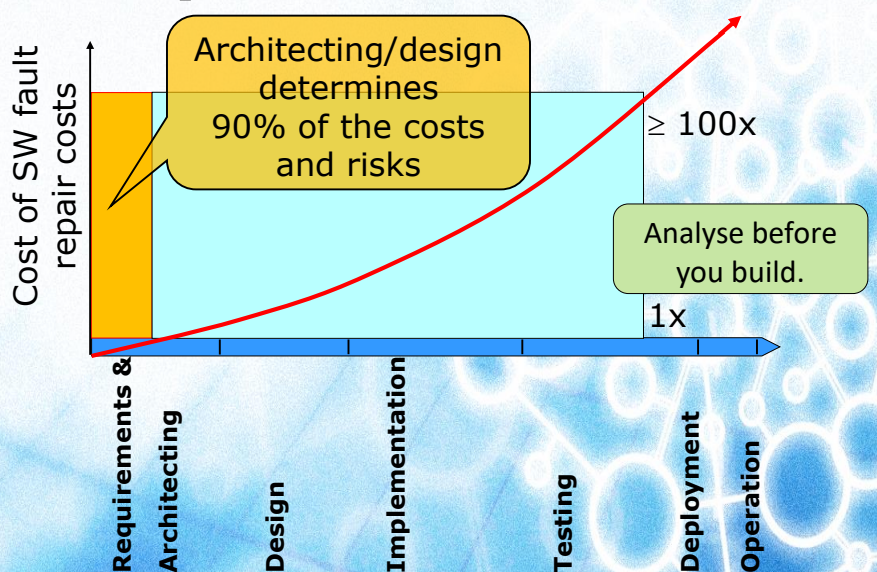 Cost of SW fault
repair costs
Architecting/design
determines
90% of the costs
and risks
≥ 100x
Analyse before
you build.
1x
Requirements &
Architecting
Design
Implementation
Testing
Deployment
Operation